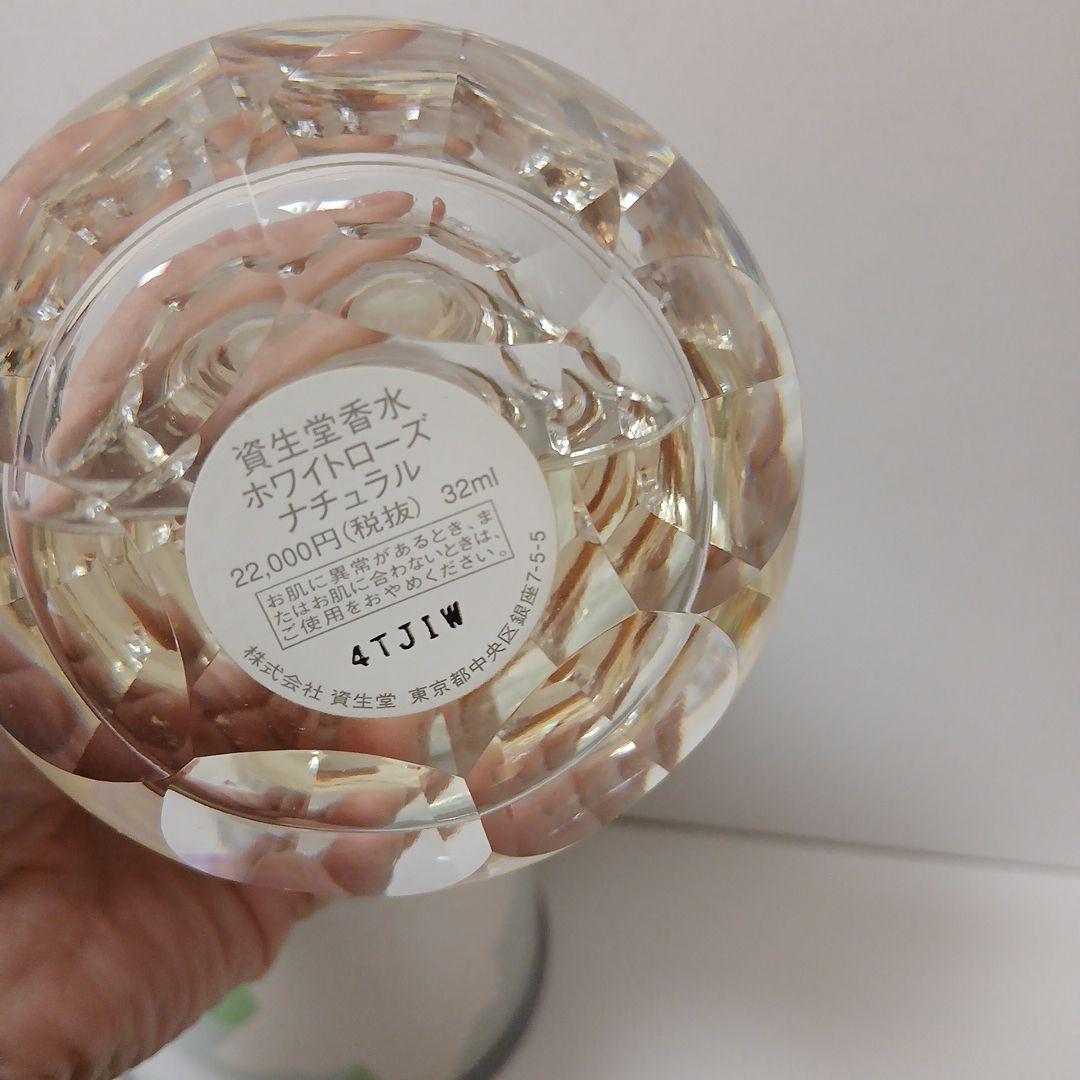 資生堂香水
ホワイトローズ
ナチュラル
22,000円(税抜) 32ml
お肌に異常があるとき、ま
たはお肌に合わないときは、
ご使用をおやめください。
4TJIW
株式会社 資生堂 東京都中央区銀座7-5-5